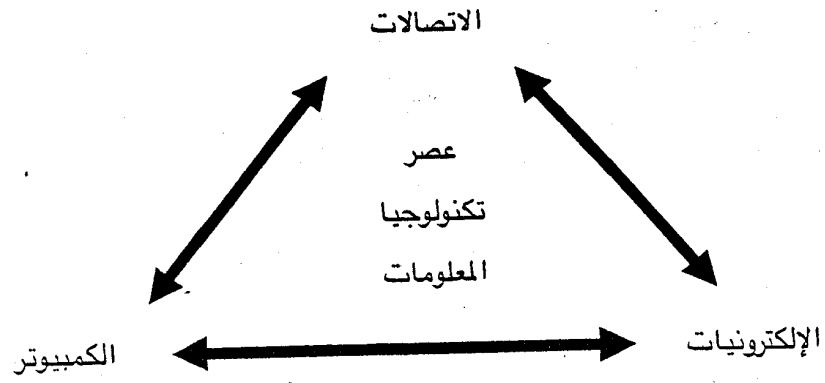 الاتصالات
عصر
تكنولوجيا
المعلومات
الإلكترونيات
الكمبيوتر